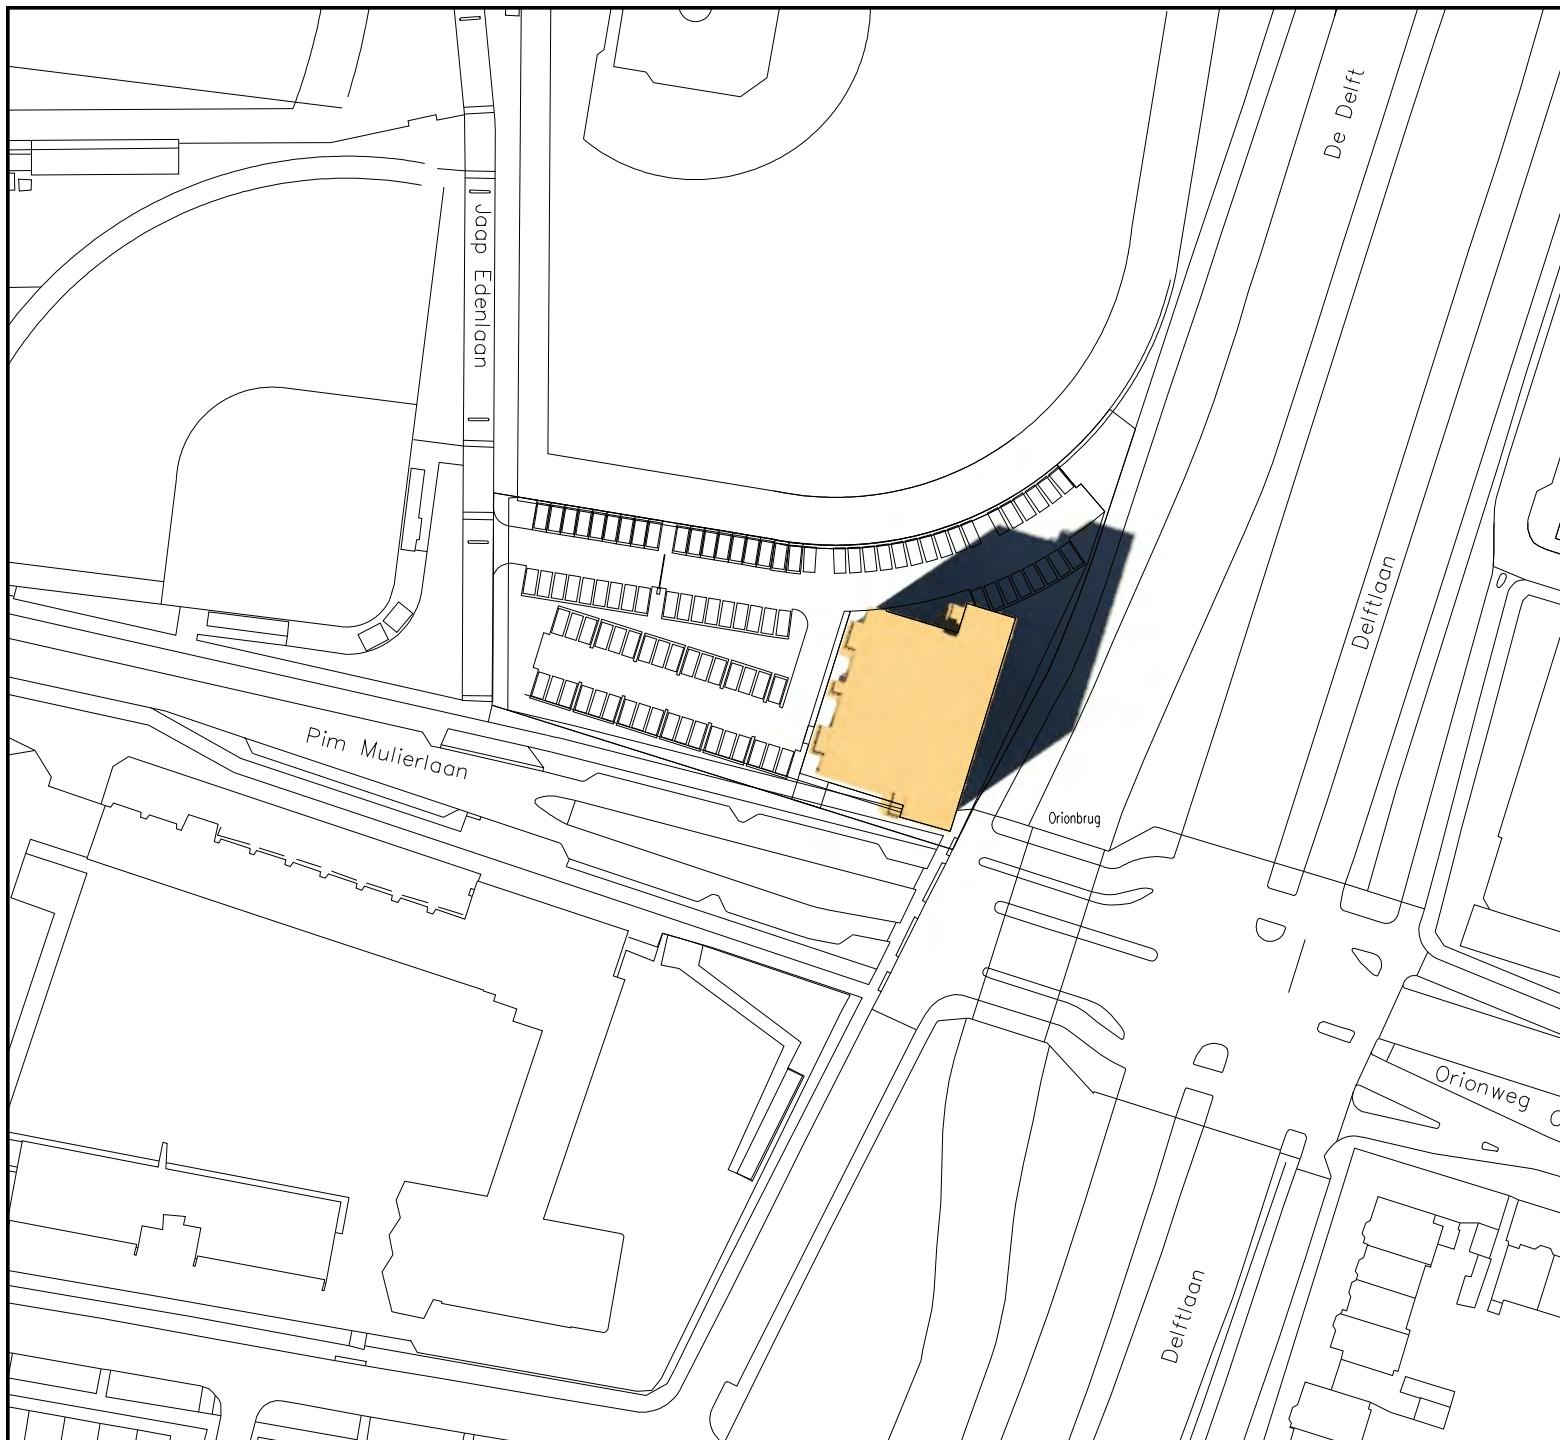 De Delft
Jaap Edenlaan
Delftlaan
Pim Mulierlaan
Orionbrug
Orionweg
Delftlaan